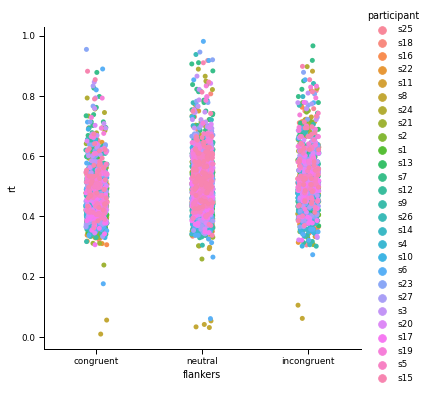 participant
s25
s18
s16
s22
s11
s8
s24
s21
s2
s1
s13
s7
s12
s9
s26
s14
s4
s10
s6
s23
s27
s3
s20
s17
s19
s5
s15
1.0
0.8
0.6
0.4
0.2
0.0
rt
congruent neutral incongruent
flankers